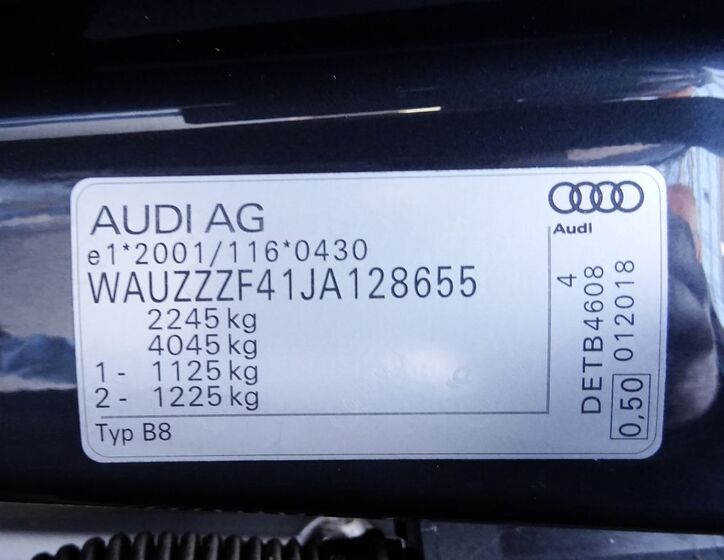 AUDI AG
e1*2001/116*0430
WAUZZZF41JA128655
2245 kg
4045 kg
1 - 1125 kg
2 - 1225 kg
Typ B8
Audi
4
DETB4608
012018
0,50